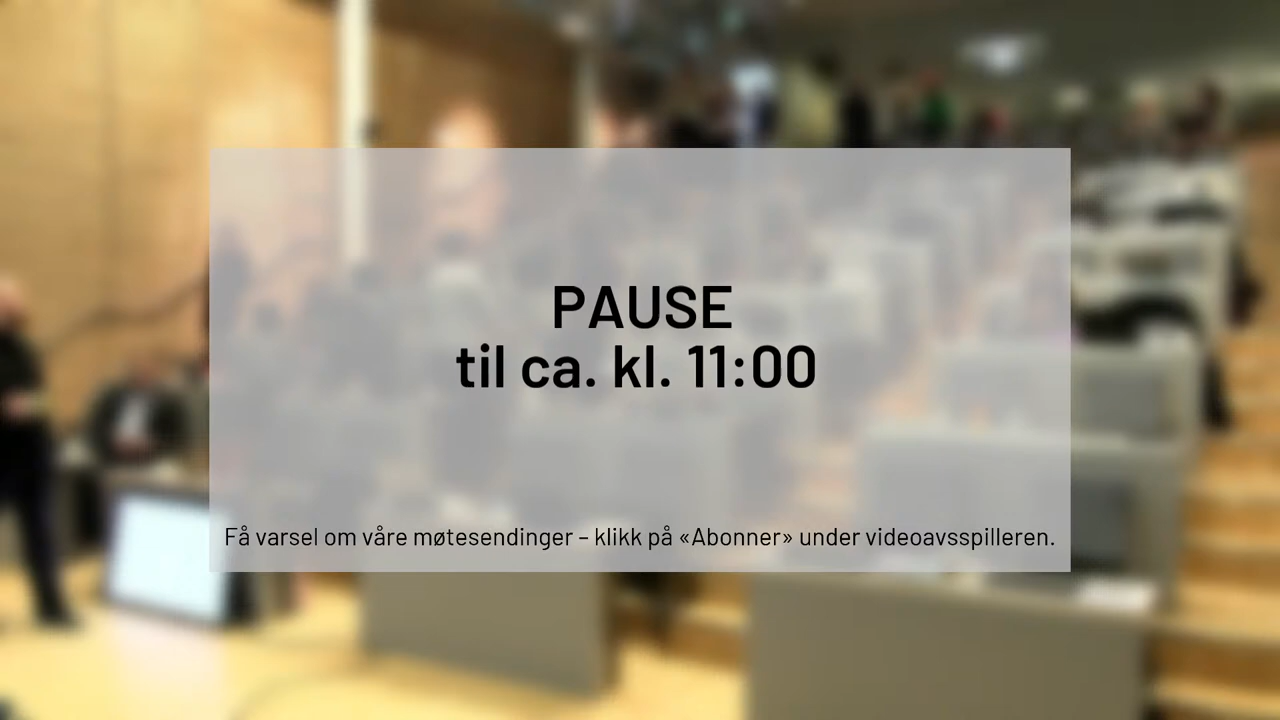 PAUSE
til ca. kl. 11:00
Få varsel om våre møtesendinger – klikk på «Abonner» under videoavsspilleren.